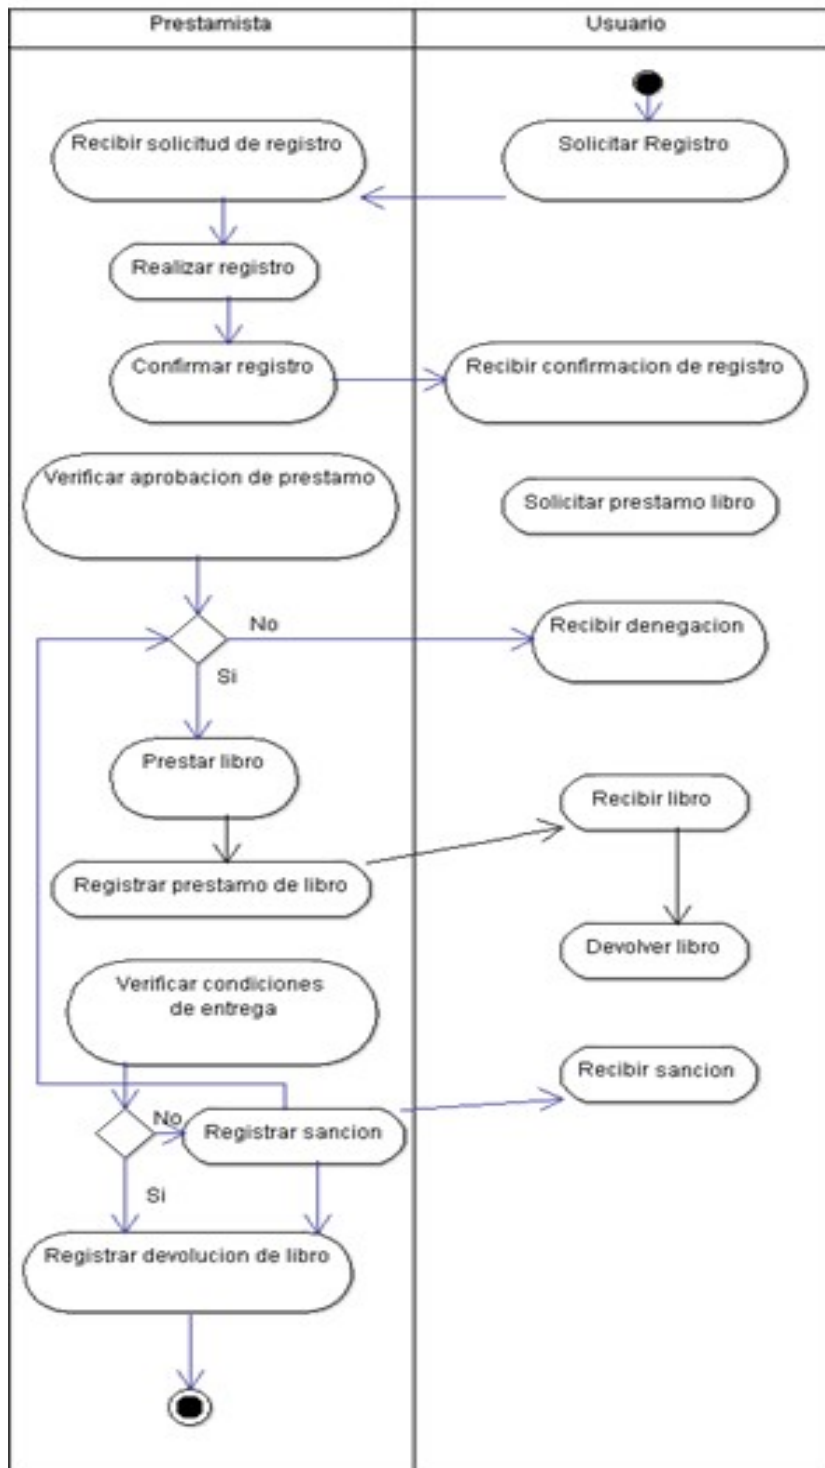 Prestamista
Usuario
Recibir solicitud de registro
Solicitar Registro
Realizar registro
Confirmar registro
Recibir confirmacion de registro
Verificar aprobacion de prestamo
Solicitar prestamo libro
No
Recibir denegacion
Si
Prestar libro
Recibir libro
Registrar prestamo de libro
Devolver libro
Verificar condiciones
de entrega
Recibir sancion
No
Registrar sancion
Si
Registrar devolucion de libro